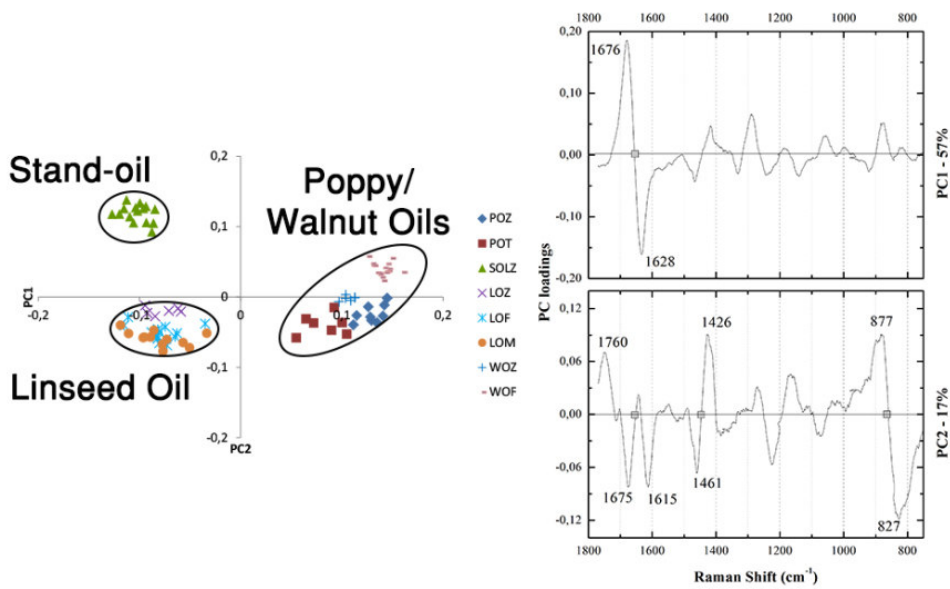 Stand-oil
Poppy/
Walnut Oils
Linseed Oil
0,2
0,1
0
-0,1
-0,2
PC2
PC1
-0,2
-0,1
0,1
0,2
POZ
POT
SOLZ
LOZ
LOF
LOM
WOZ
WOF
1800 1600 1400 1200 1000 800
0,20
0,10
0,00
-0,10
-0,20
1676
1628
PC1 - 57%
PC loadings
0,12
0,06
0,00
-0,06
-0,12
1760
1426
877
1675
1615
1461
827
PC2 - 17%
1800 1600 1400 1200 1000 800
Raman Shift (cm⁻¹)